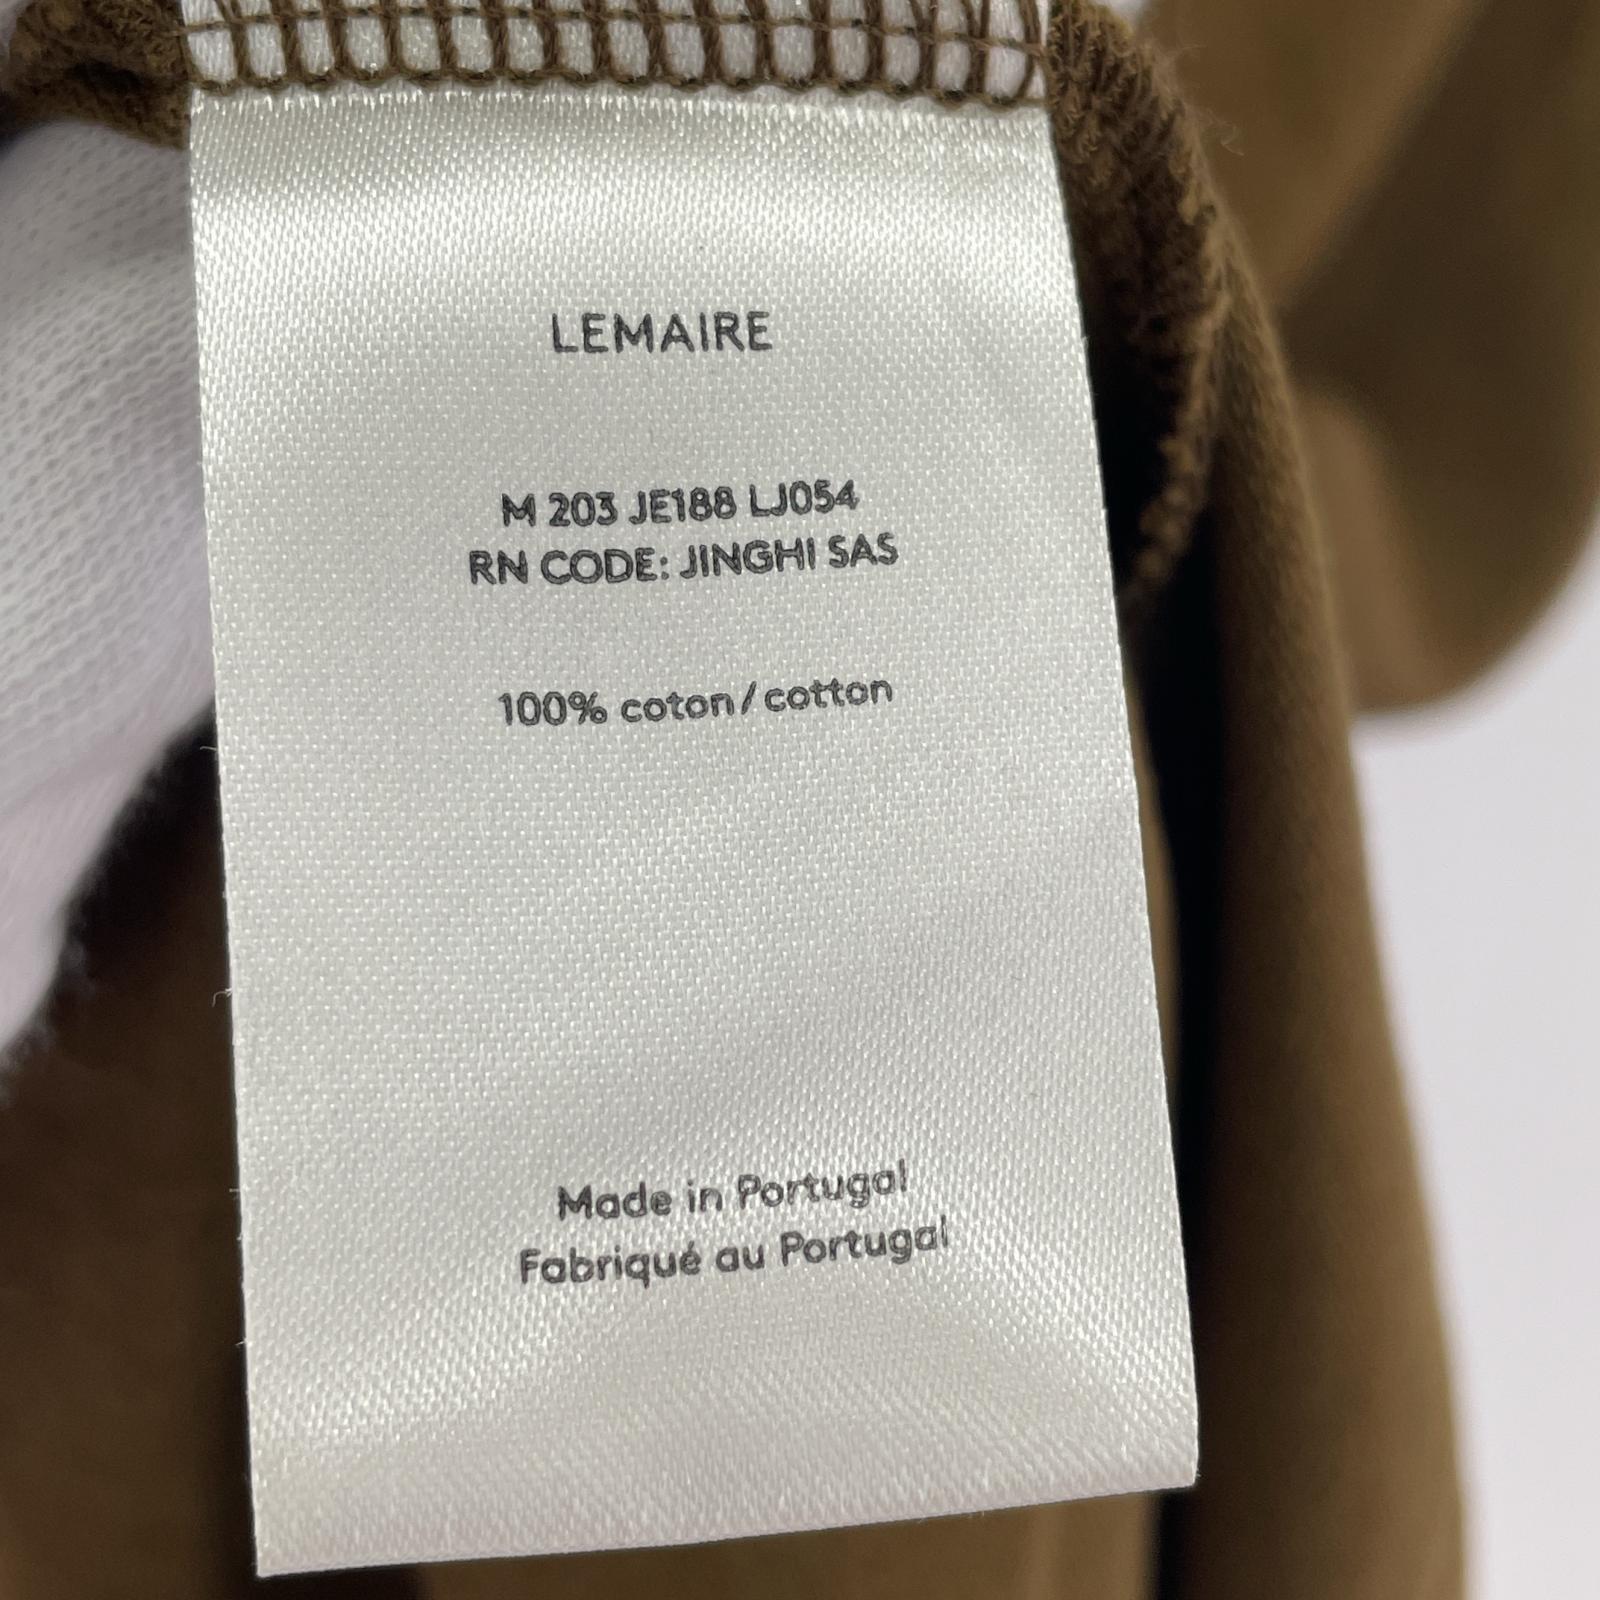 LEMAIRE
M 203 JE188 LJ054
RN CODE: JINGHI SAS
100% coton/cotton
Made in Portugal
Fabriqué au Portugal